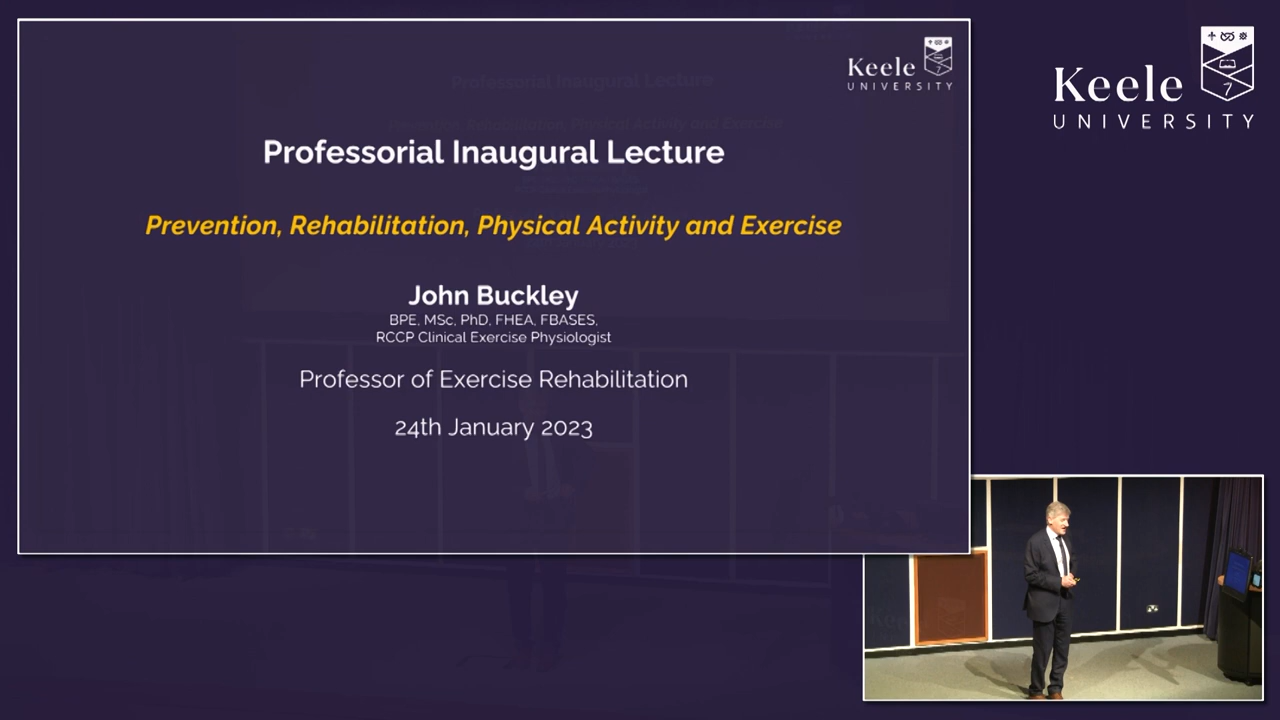 Keele
UNIVERSITY
Professorial Inaugural Lecture
Prevention, Rehabilitation, Physical Activity and Exercise
John Buckley
BPE, MSc, PhD, FHEA, FBASES,
RCCP Clinical Exercise Physiologist
Professor of Exercise Rehabilitation
24th January 2023
Keele
UNIVERSITY